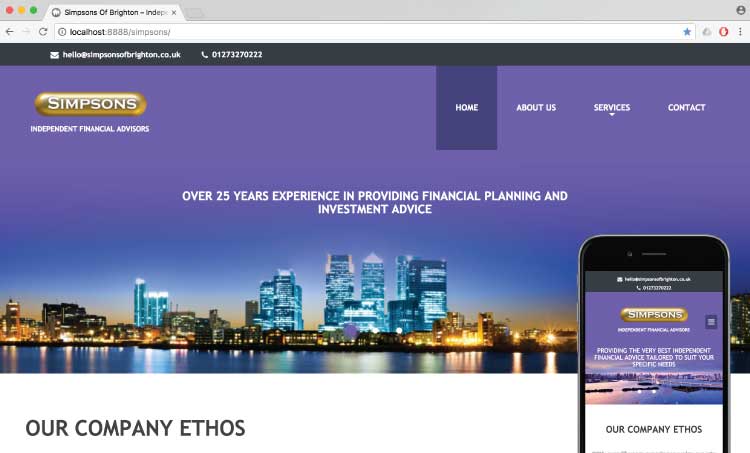 Simpsons Of Brighton – Indepe
localhost:8888/simpsons/
hello@simpsonsofbrighton.co.uk 01273270222
SIMPSONS
INDEPENDENT FINANCIAL ADVISORS
HOME ABOUT US SERVICES CONTACT
OVER 25 YEARS EXPERIENCE IN PROVIDING FINANCIAL PLANNING AND
INVESTMENT ADVICE
OUR COMPANY ETHOS
hello@simpsonsofbrighton.co.uk
01273270222
SIMPSONS
INDEPENDENT FINANCIAL ADVISORS
PROVIDING THE VERY BEST INDEPENDENT
FINANCIAL ADVICE TAILORED TO SUIT YOUR
SPECIFIC NEEDS
OUR COMPANY ETHOS